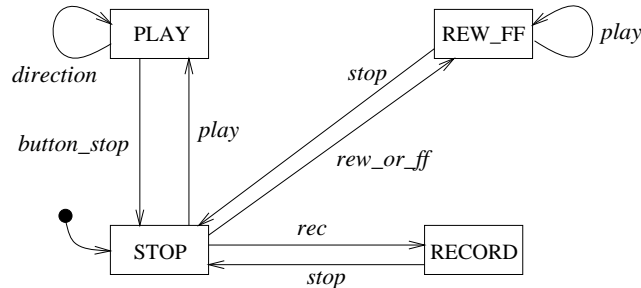 PLAY
REW_FF
play
direction
stop
button_stop
play
rew_or_ff
rec
STOP
RECORD
stop